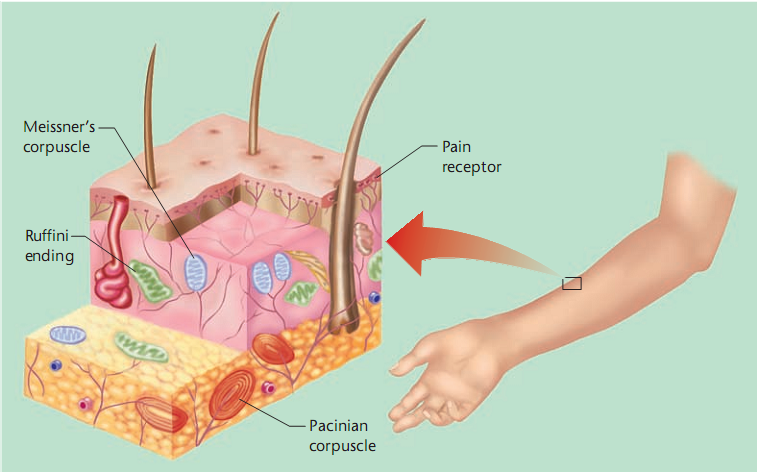 Meissner's
corpuscle
Pain
receptor
Ruffini
ending
Pacinian
corpuscle